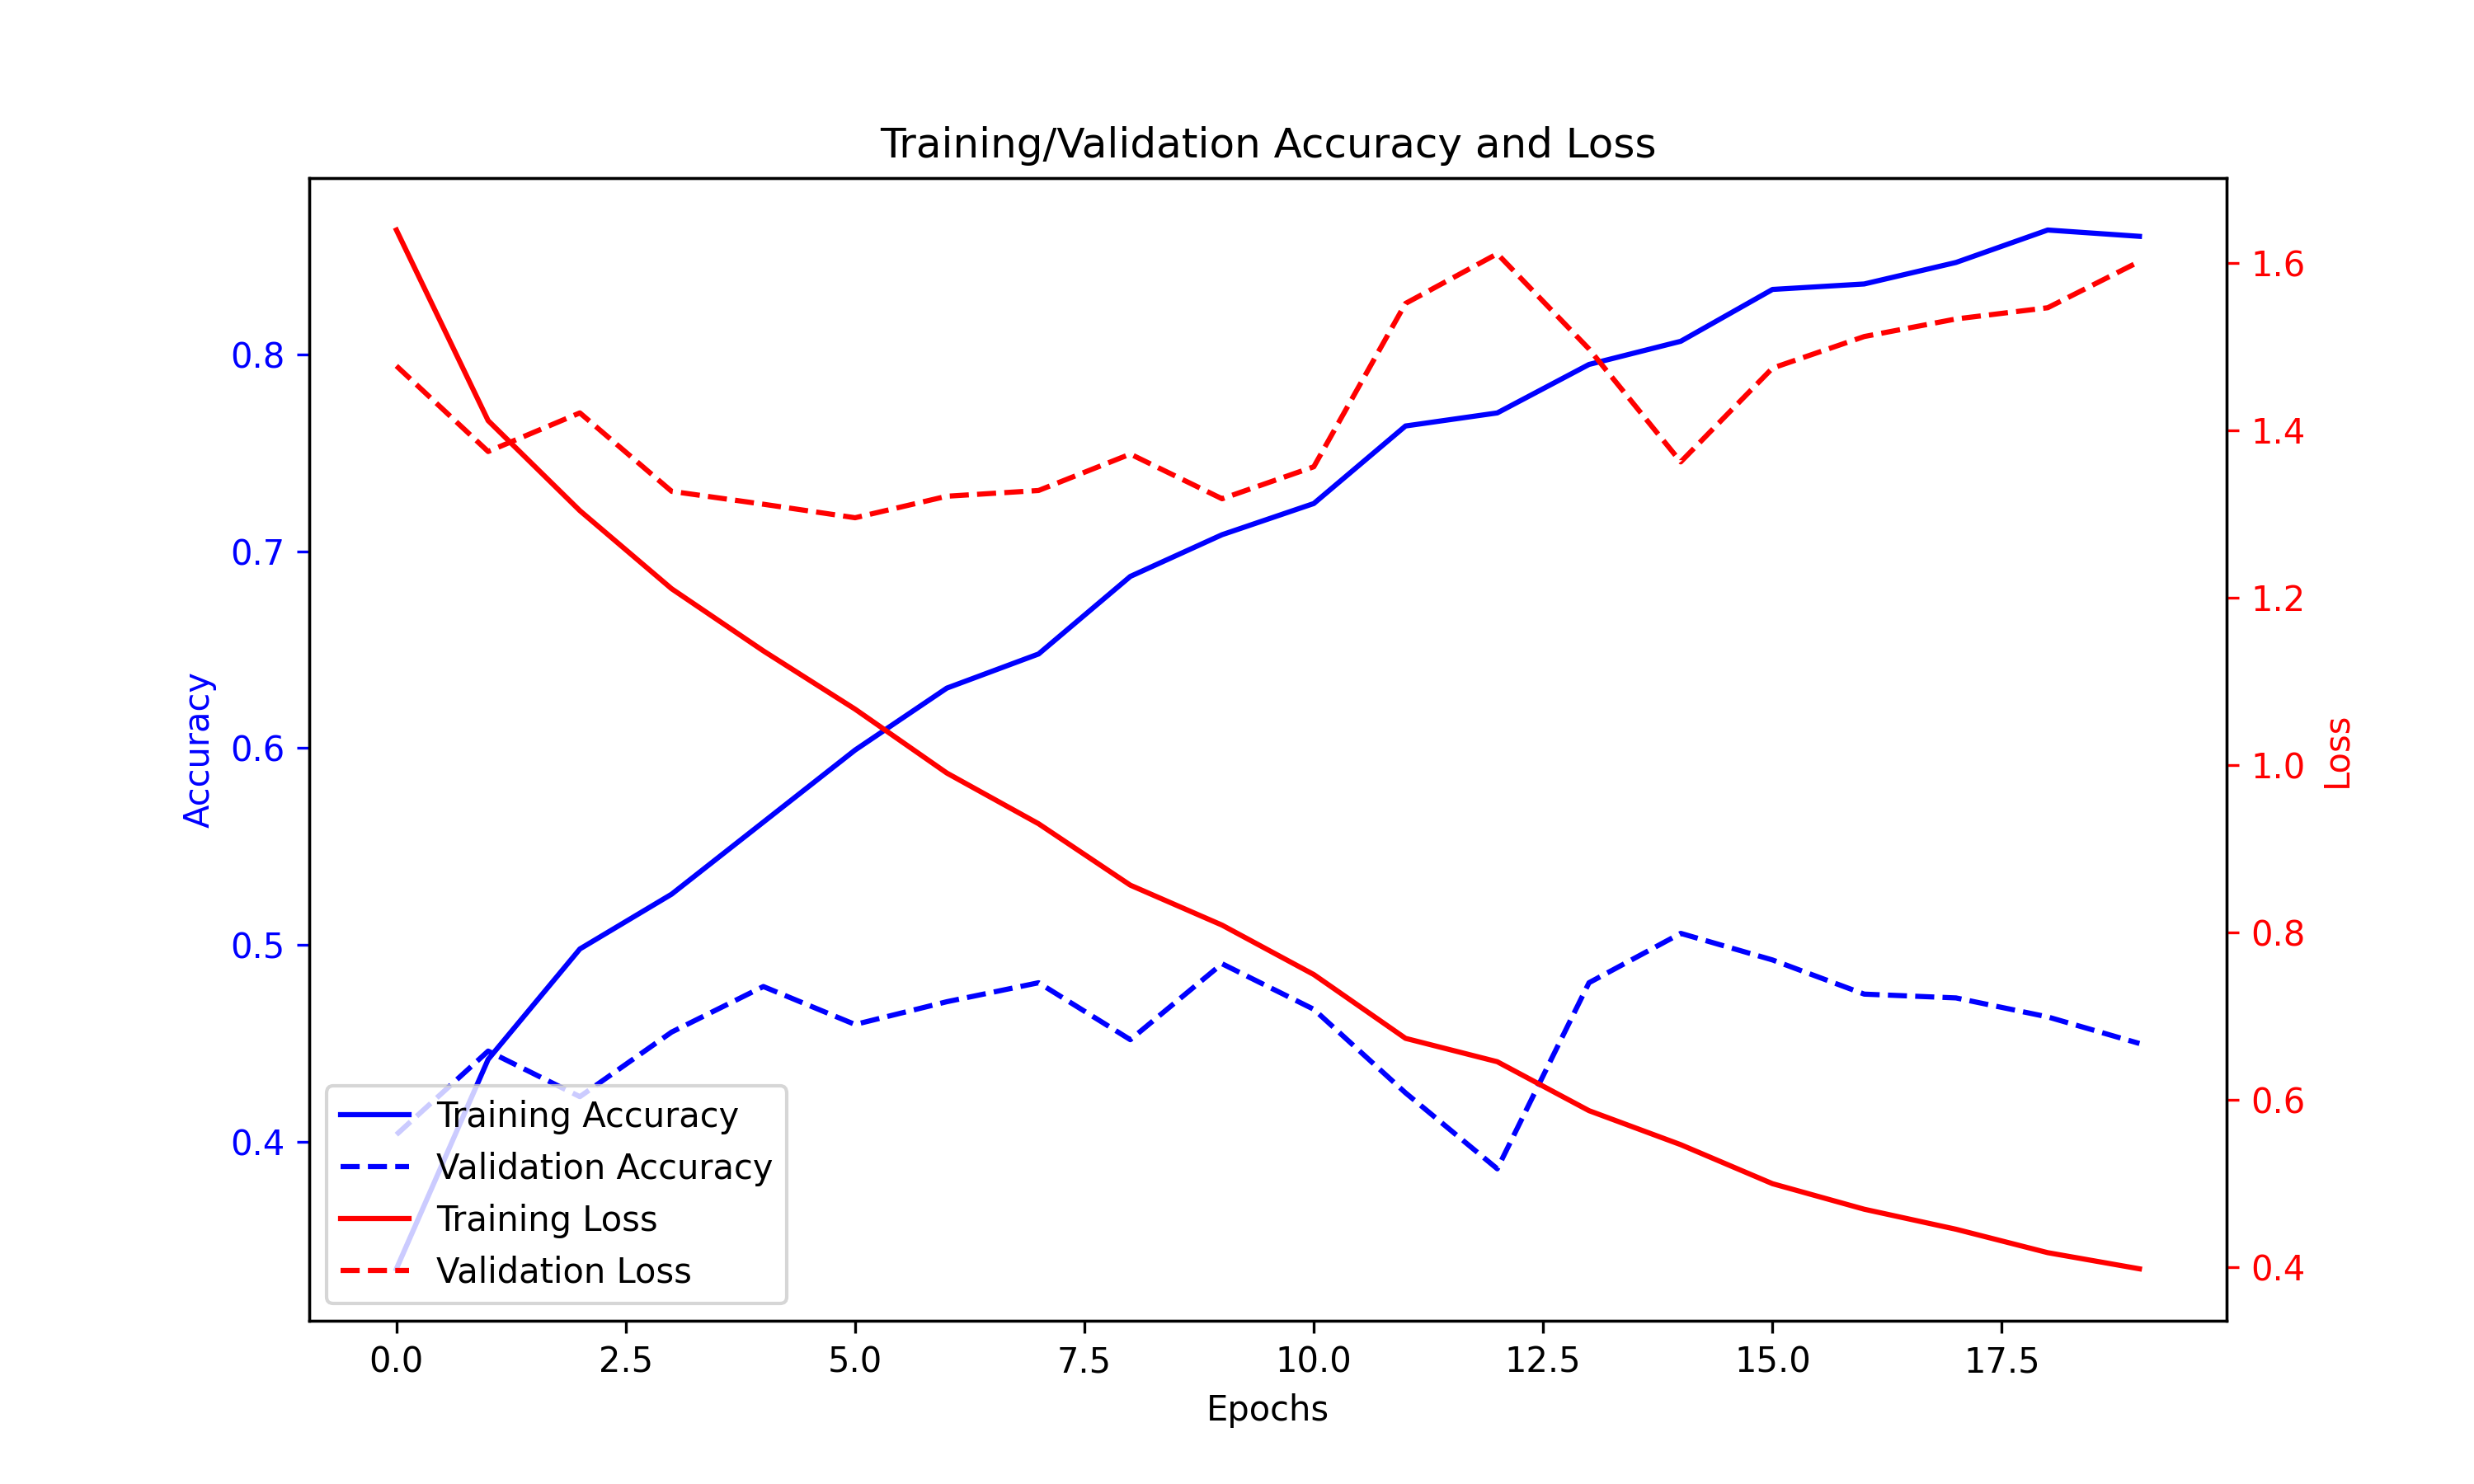 Training/Validation Accuracy and Loss
Accuracy
0.8
0.7
0.6
0.5
0.4
1.6
1.4
1.2
1.0
0.8
0.6
0.4
Loss
Training Accuracy
Validation Accuracy
Training Loss
Validation Loss
0.0 2.5 5.0 7.5 10.0 12.5 15.0 17.5
Epochs